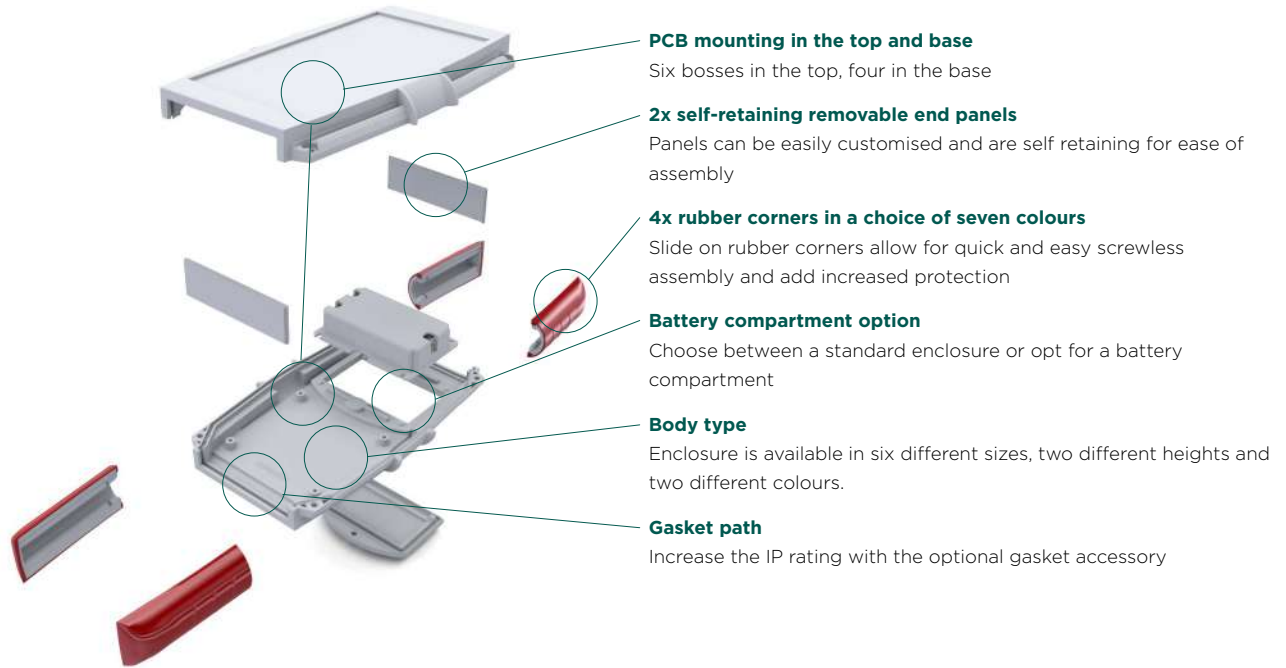 PCB mounting in the top and base
Six bosses in the top, four in the base
2x self-retaining removable end panels
Panels can be easily customised and are self retaining for ease of
assembly
4x rubber corners in a choice of seven colours
Slide on rubber corners allow for quick and easy screwless
assembly and add increased protection
Battery compartment option
Choose between a standard enclosure or opt for a battery
compartment
Body type
Enclosure is available in six different sizes, two different heights and
two different colours.
Gasket path
Increase the IP rating with the optional gasket accessory